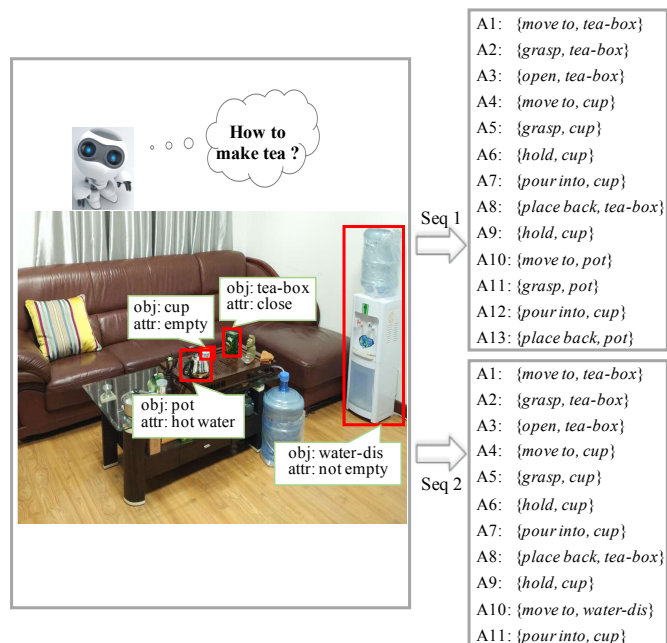 How to
make tea ?
obj: tea-box
attr: close
obj: cup
attr: empty
obj: pot
attr: hot water
obj: water-dis
attr: not empty
Seq 1
A1: {move to, tea-box}
A2: {grasp, tea-box}
A3: {open, tea-box}
A4: {move to, cup}
A5: {grasp, cup}
A6: {hold, cup}
A7: {pour into, cup}
A8: {place back, tea-box}
A9: {hold, cup}
A10: {move to, pot}
A11: {grasp, pot}
A12: {pour into, cup}
A13: {place back, pot}
Seq 2
A1: {move to, tea-box}
A2: {grasp, tea-box}
A3: {open, tea-box}
A4: {move to, cup}
A5: {grasp, cup}
A6: {hold, cup}
A7: {pour into, cup}
A8: {place back, tea-box}
A9: {hold, cup}
A10: {move to, water-dis}
A11: {pour into, cup}